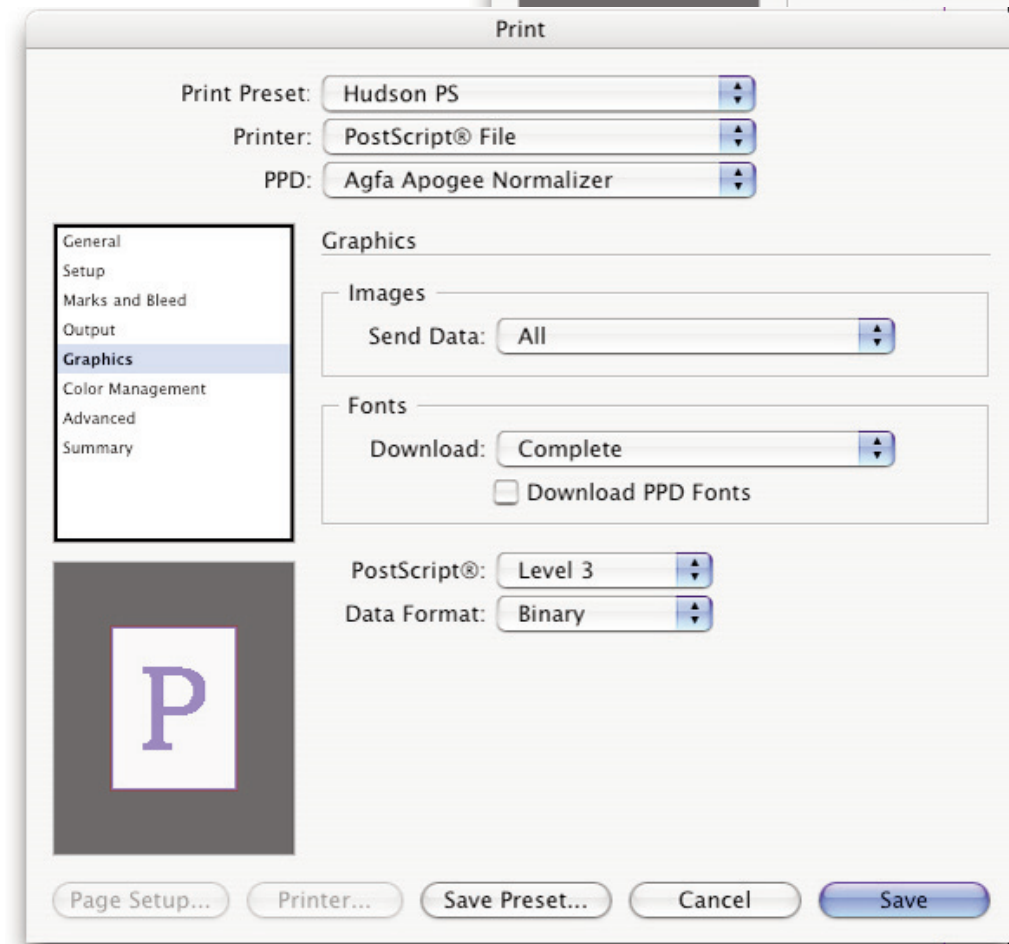 Print
Print Preset: Hudson PS
Printer: PostScript® File
PPD: Agfa Apogee Normalizer
General
Setup
Marks and Bleed
Output
Graphics
Color Management
Advanced
Summary
Graphics
Images
Send Data: All
Fonts
Download: Complete
Download PPD Fonts
PostScript®: Level 3
Data Format: Binary
P
Page Setup...
Printer...
Save Preset...
Cancel
Save